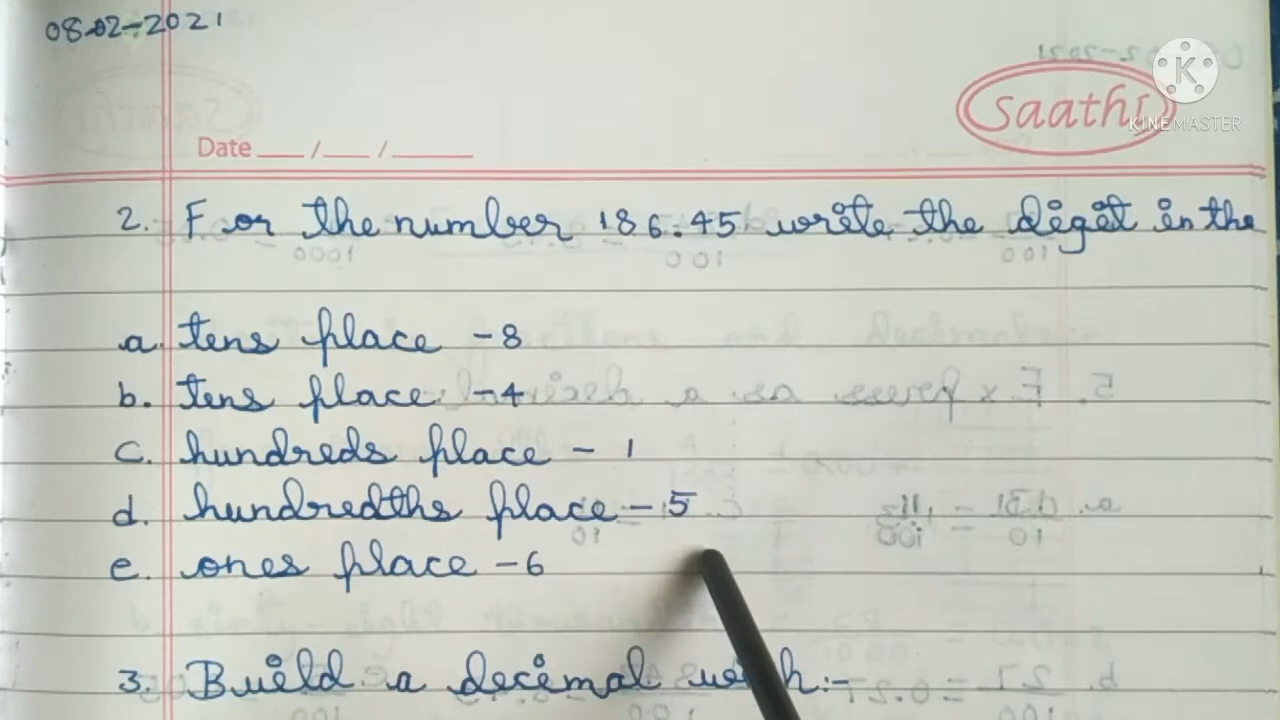 08-02-2021
Saathi
KINEMASTER
Date __/__/____
2. For the number 186.45 write the digit in the
a. tens place - 8
b. tens place - 4
c. hundreds place - 1
d. hundredths place - 5
e. ones place - 6
3. Build a decimal with:-